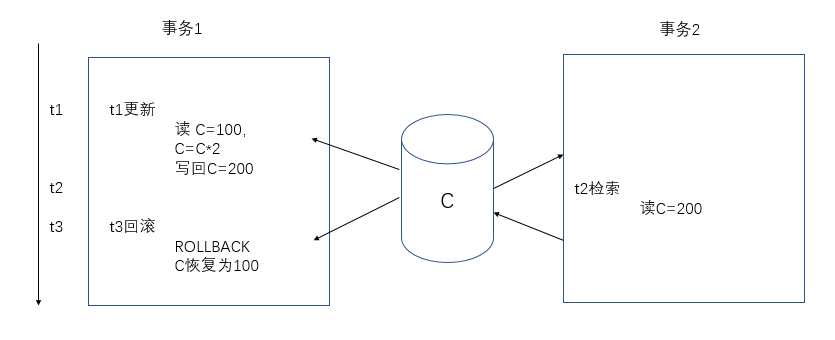 事务1
事务2
t1
t1更新
读 C=100,
C=C*2
写回C=200
t2
t3
t3回滚
ROLLBACK
C恢复为100
C
t2检索
读C=200